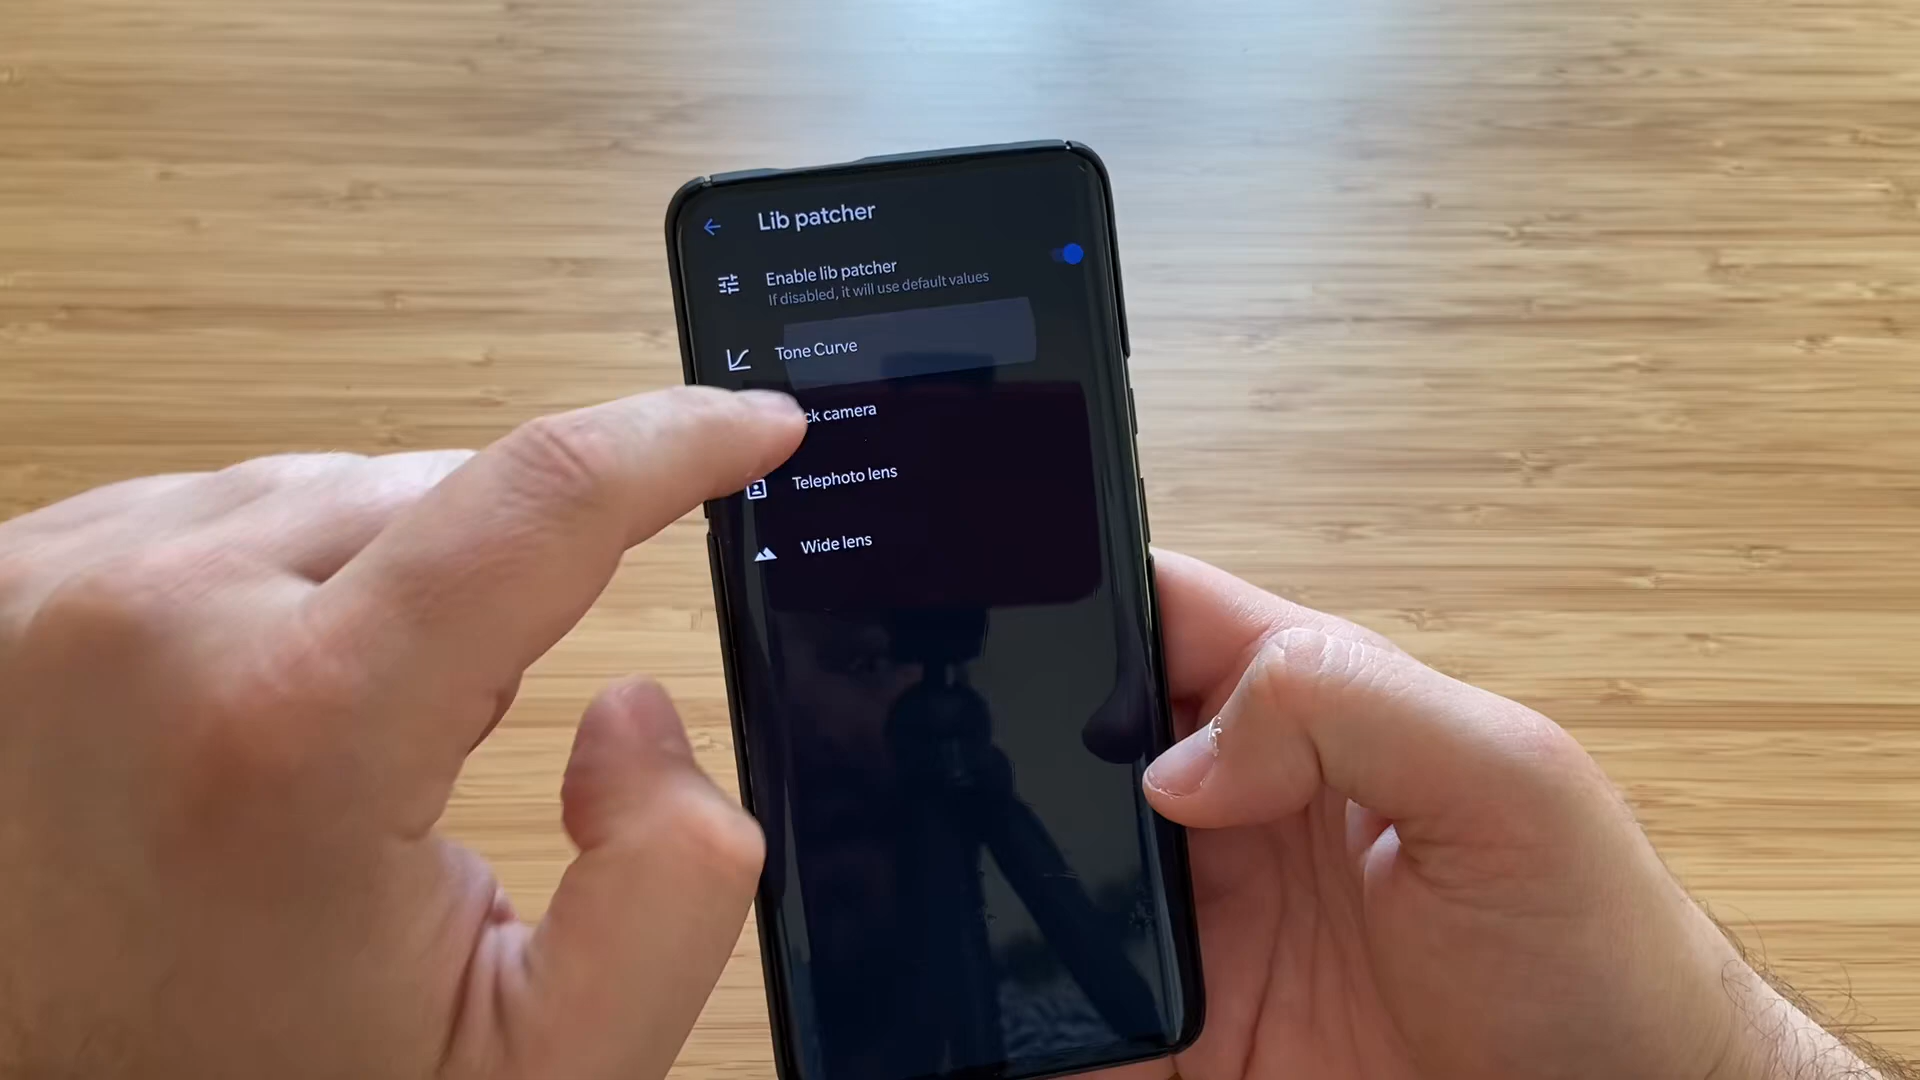 Lib patcher
Enable lib patcher
If disabled, it will use default values
Tone Curve
ck camera
Telephoto lens
Wide lens